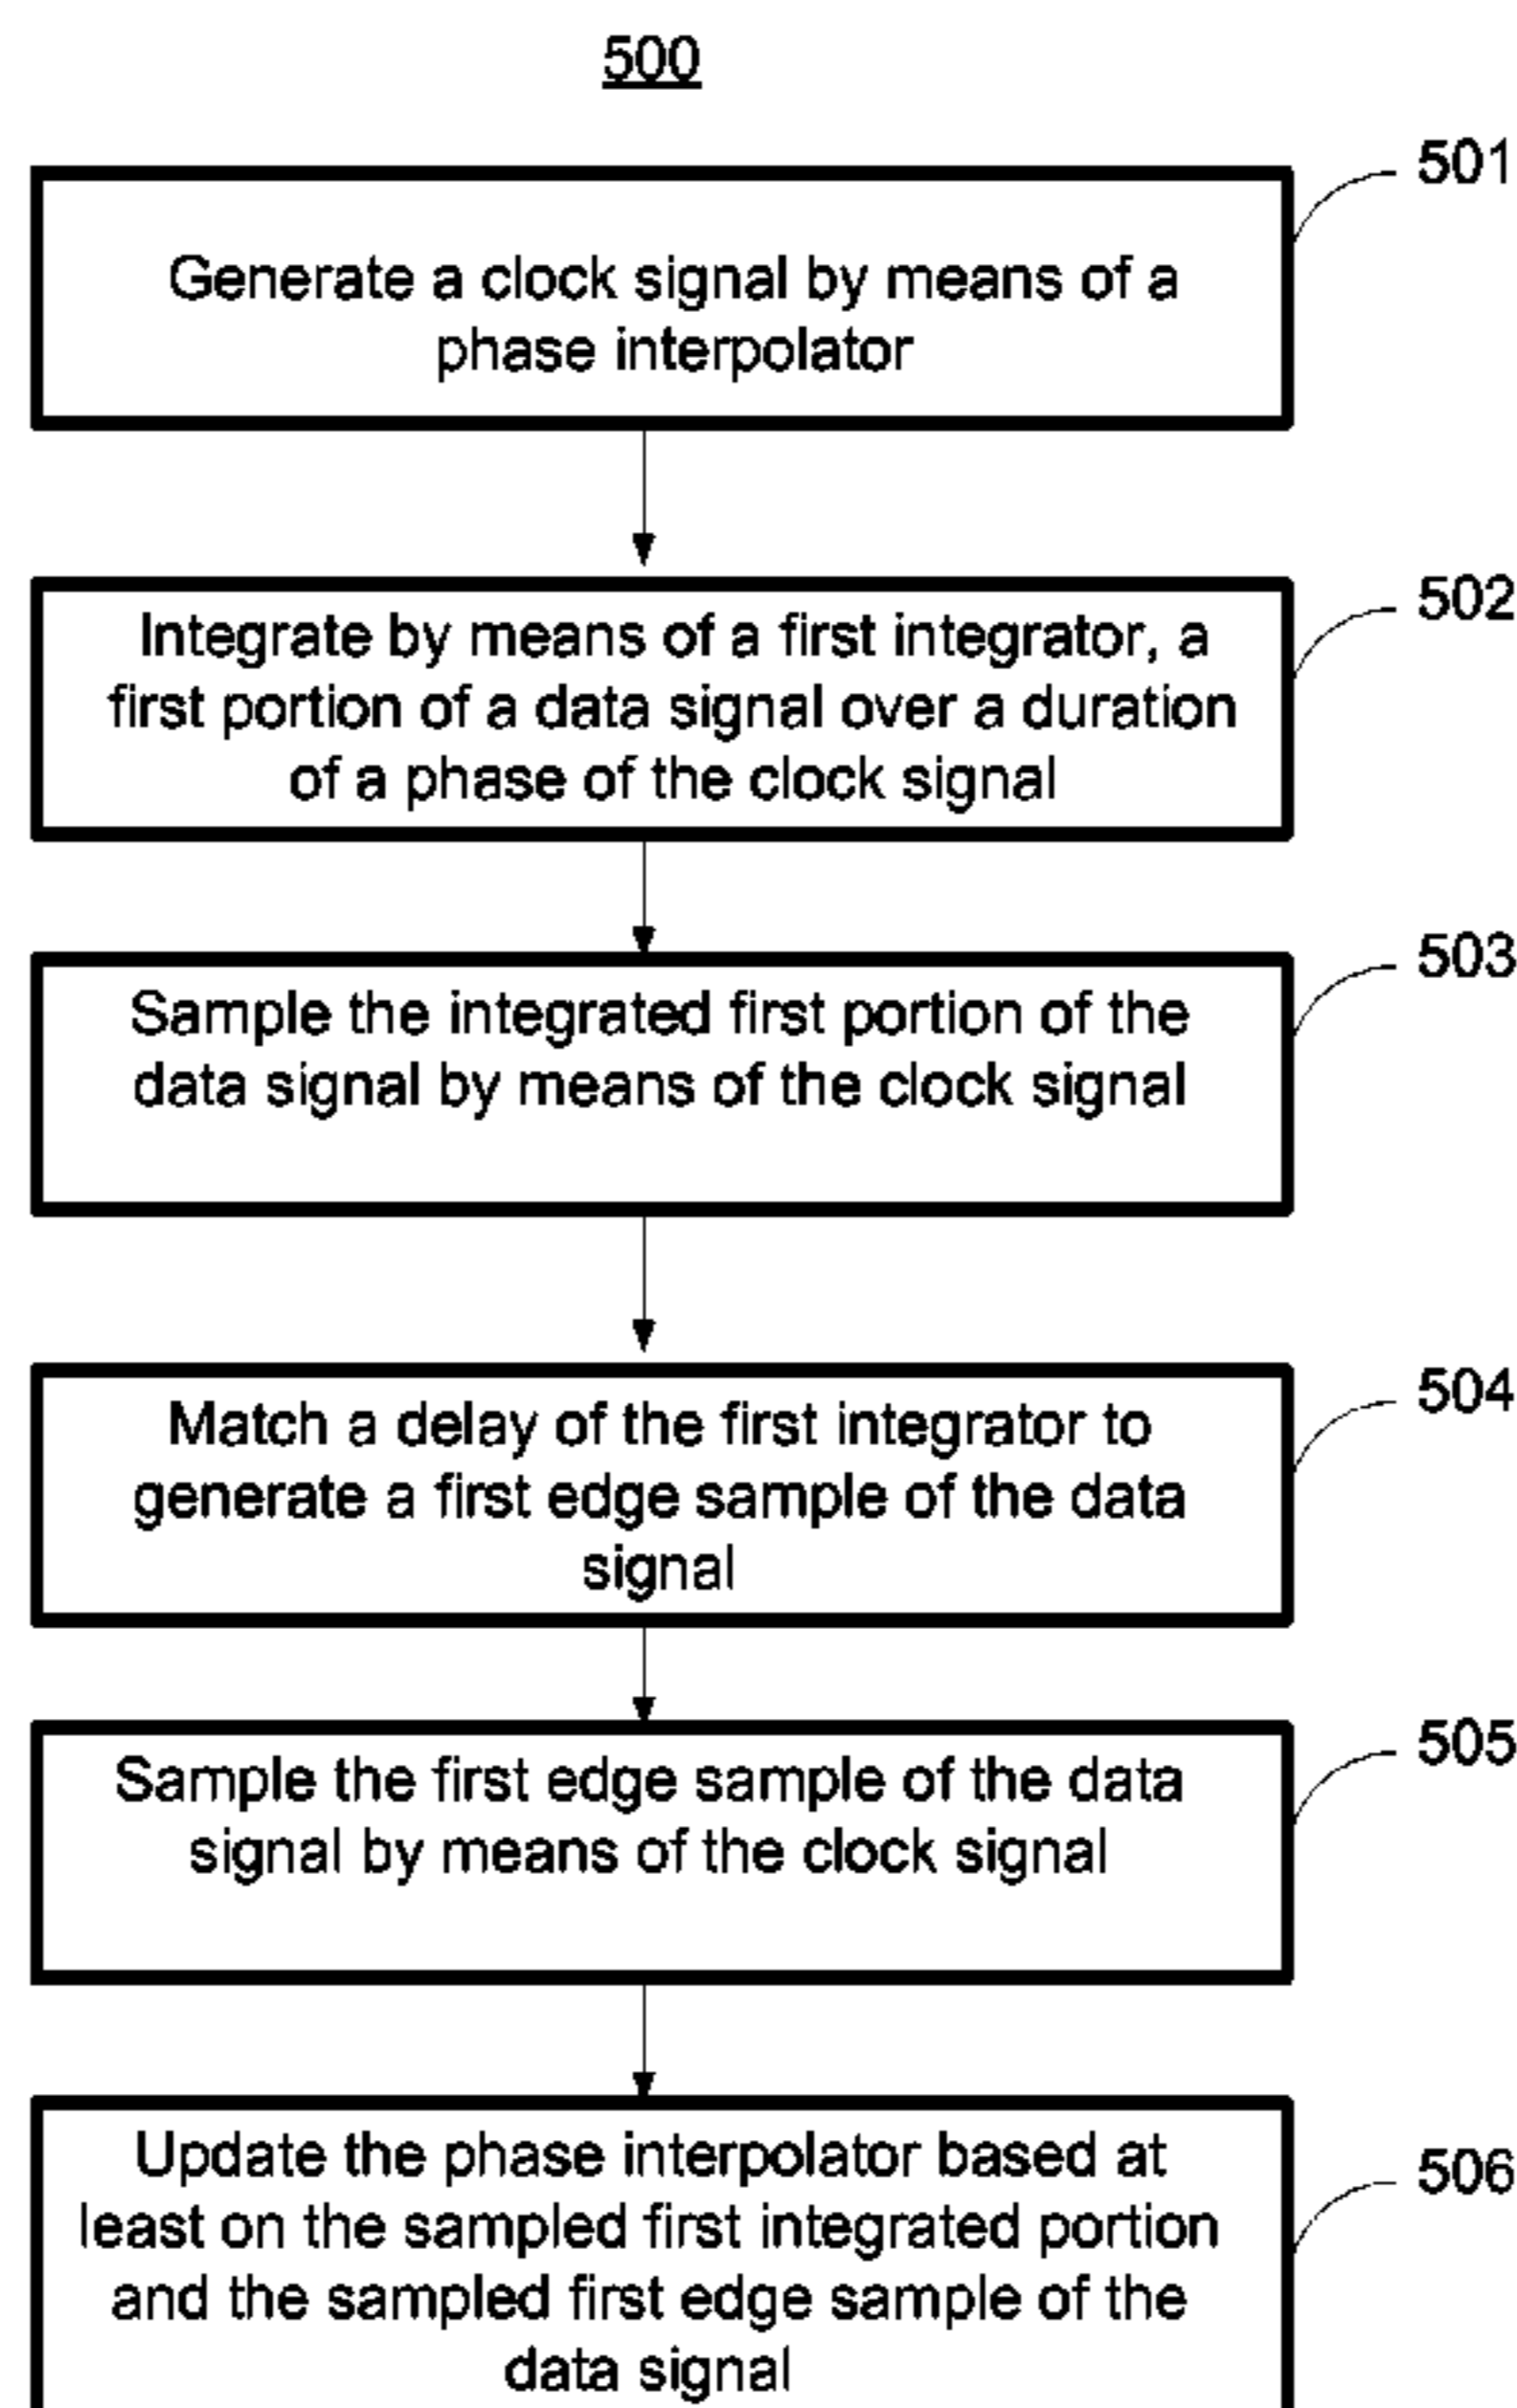 500
501
Generate a clock signal by means of a
phase interpolator
502
Integrate by means of a first integrator, a
first portion of a data signal over a duration
of a phase of the clock signal
503
Sample the integrated first portion of the
data signal by means of the clock signal
504
Match a delay of the first integrator to
generate a first edge sample of the data
signal
505
Sample the first edge sample of the data
signal by means of the clock signal
506
Update the phase interpolator based at
least on the sampled first integrated portion
and the sampled first edge sample of the
data signal